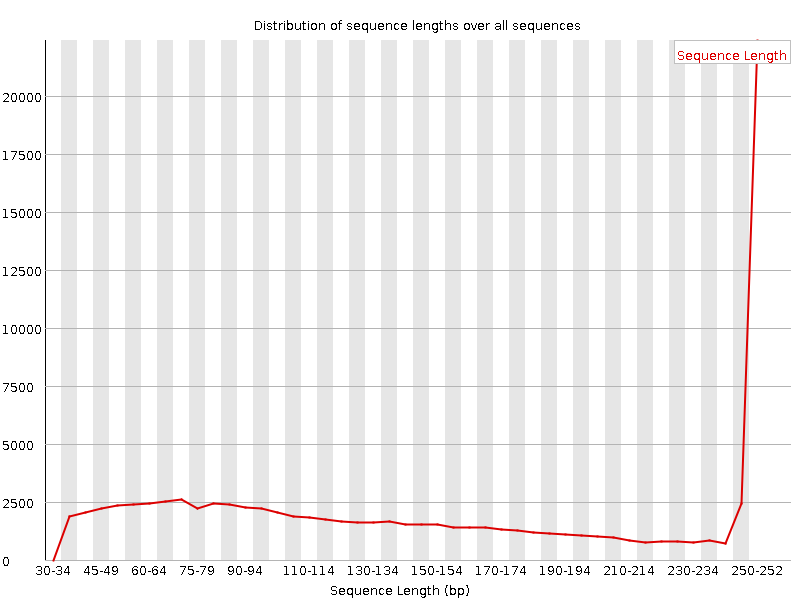 Distribution of sequence lengths over all sequences
Sequence Length
20000
17500
15000
12500
10000
7500
5000
2500
0
30-34 45-49 60-64 75-79 90-94 110-114 130-134 150-154 170-174 190-194 210-214 230-234 250-252
Sequence Length (bp)